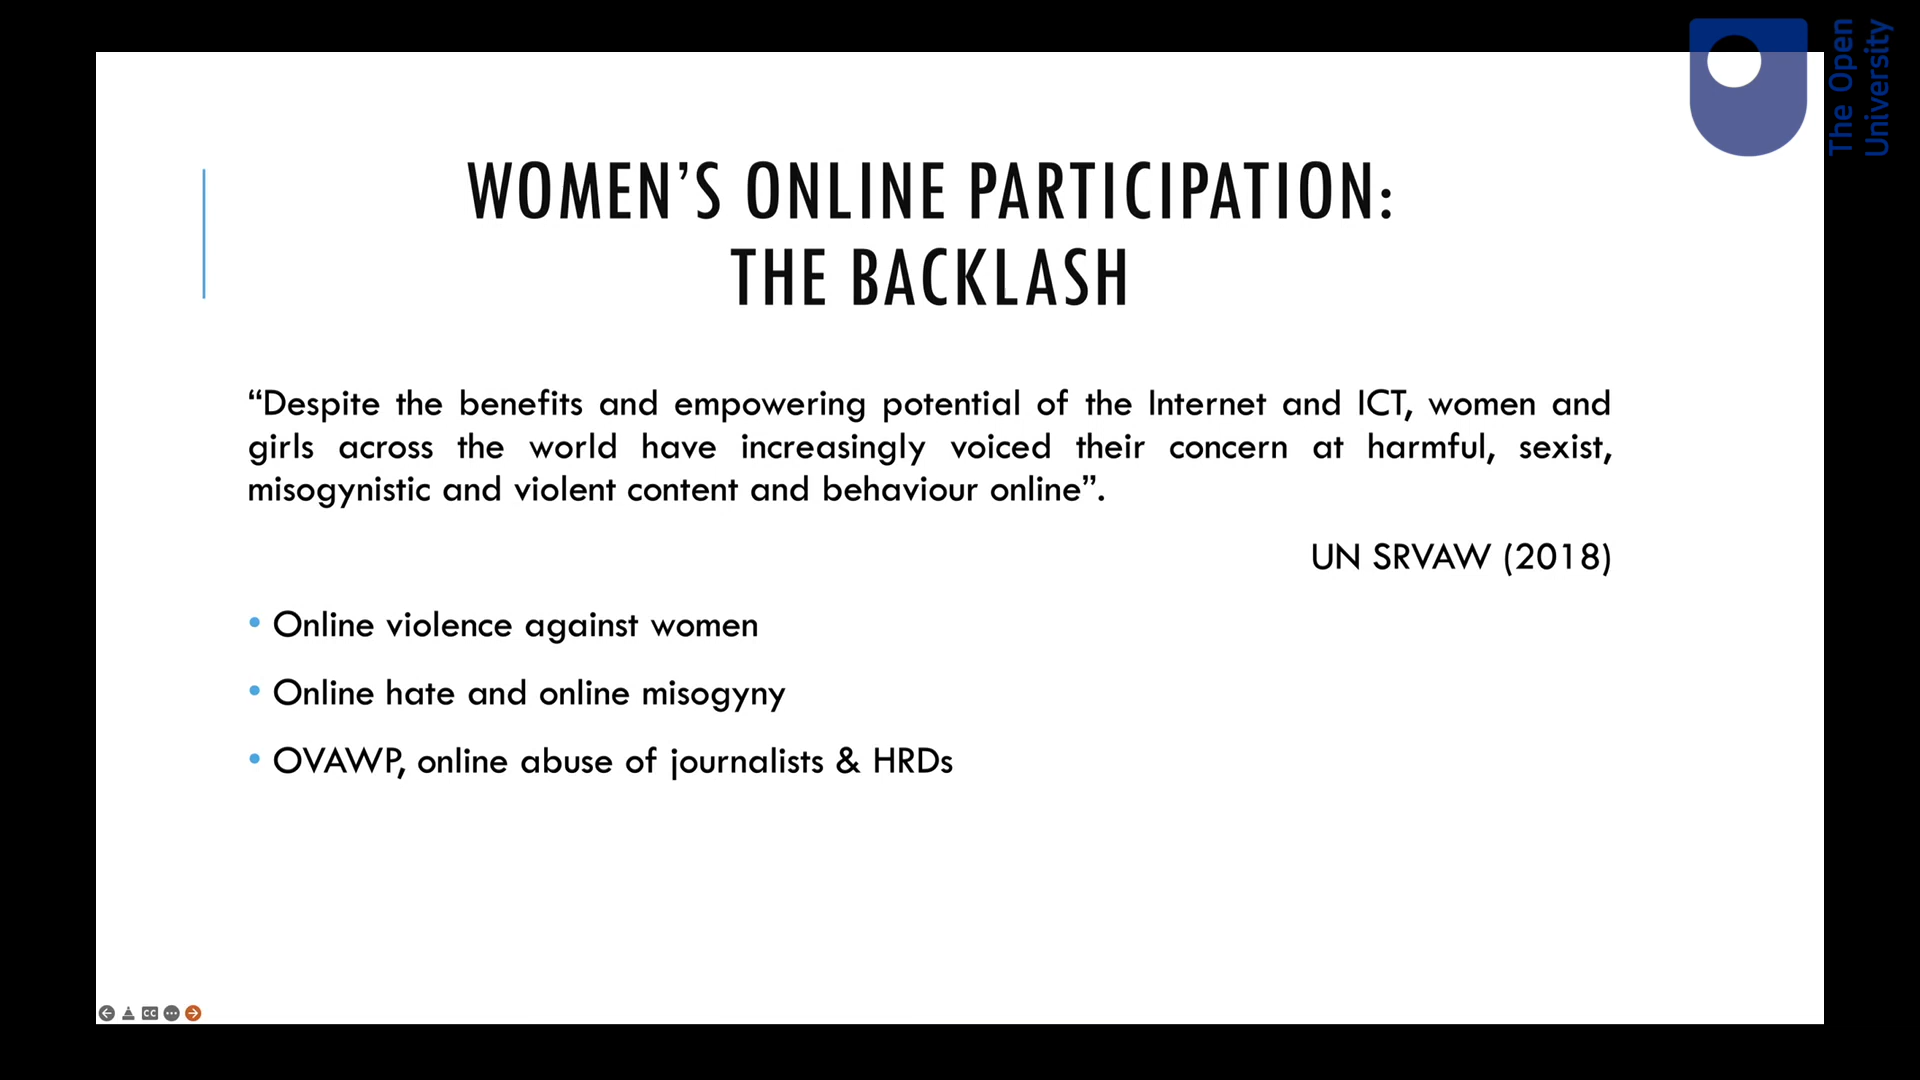 The Open
University
WOMEN’S ONLINE PARTICIPATION:
THE BACKLASH
“Despite the benefits and empowering potential of the Internet and ICT, women and
girls across the world have increasingly voiced their concern at harmful, sexist,
misogynistic and violent content and behaviour online”.
UN SRVAW (2018)
• Online violence against women
• Online hate and online misogyny
• OVAWP, online abuse of journalists & HRDs
CC